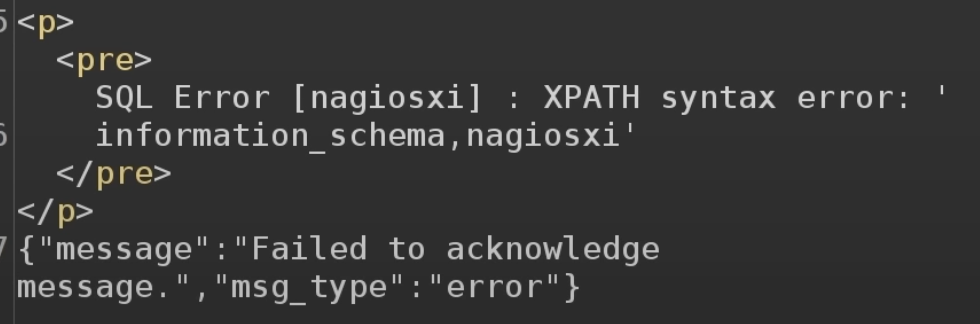 5 <p>
<pre>
SQL Error [nagiosxi] : XPATH syntax error: '
6 information_schema,nagiosxi'
</pre>
</p>
7 {"message":"Failed to acknowledge
message.","msg_type":"error"}